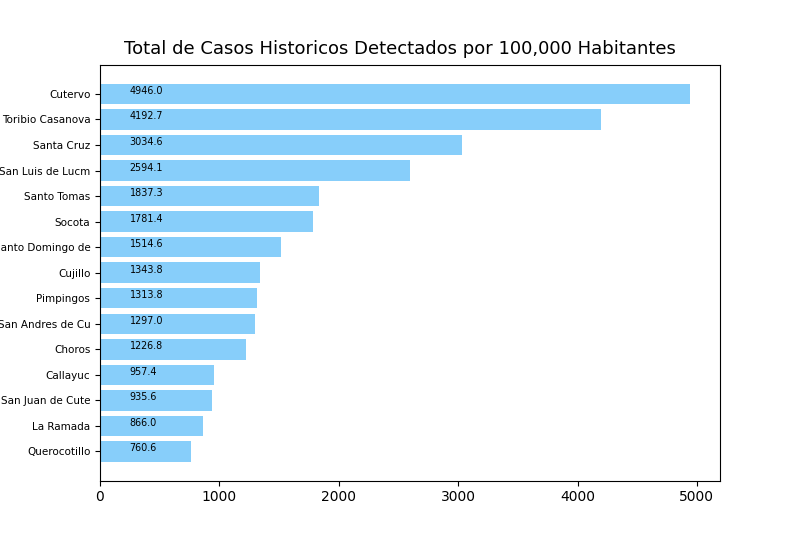 Total de Casos Historicos Detectados por 100,000 Habitantes
Cutervo 4946.0
Toribio Casanova 4192.7
Santa Cruz 3034.6
San Luis de Lucm 2594.1
Santo Tomas 1837.3
Socota 1781.4
anto Domingo de 1514.6
Cujillo 1343.8
Pimpingos 1313.8
San Andres de Cu 1297.0
Choros 1226.8
Callayuc 957.4
San Juan de Cute 935.6
La Ramada 866.0
Querocotillo 760.6
0 1000 2000 3000 4000 5000